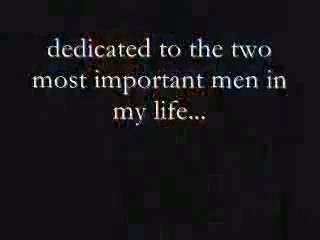 dedicated to the two
most important men in
my life...